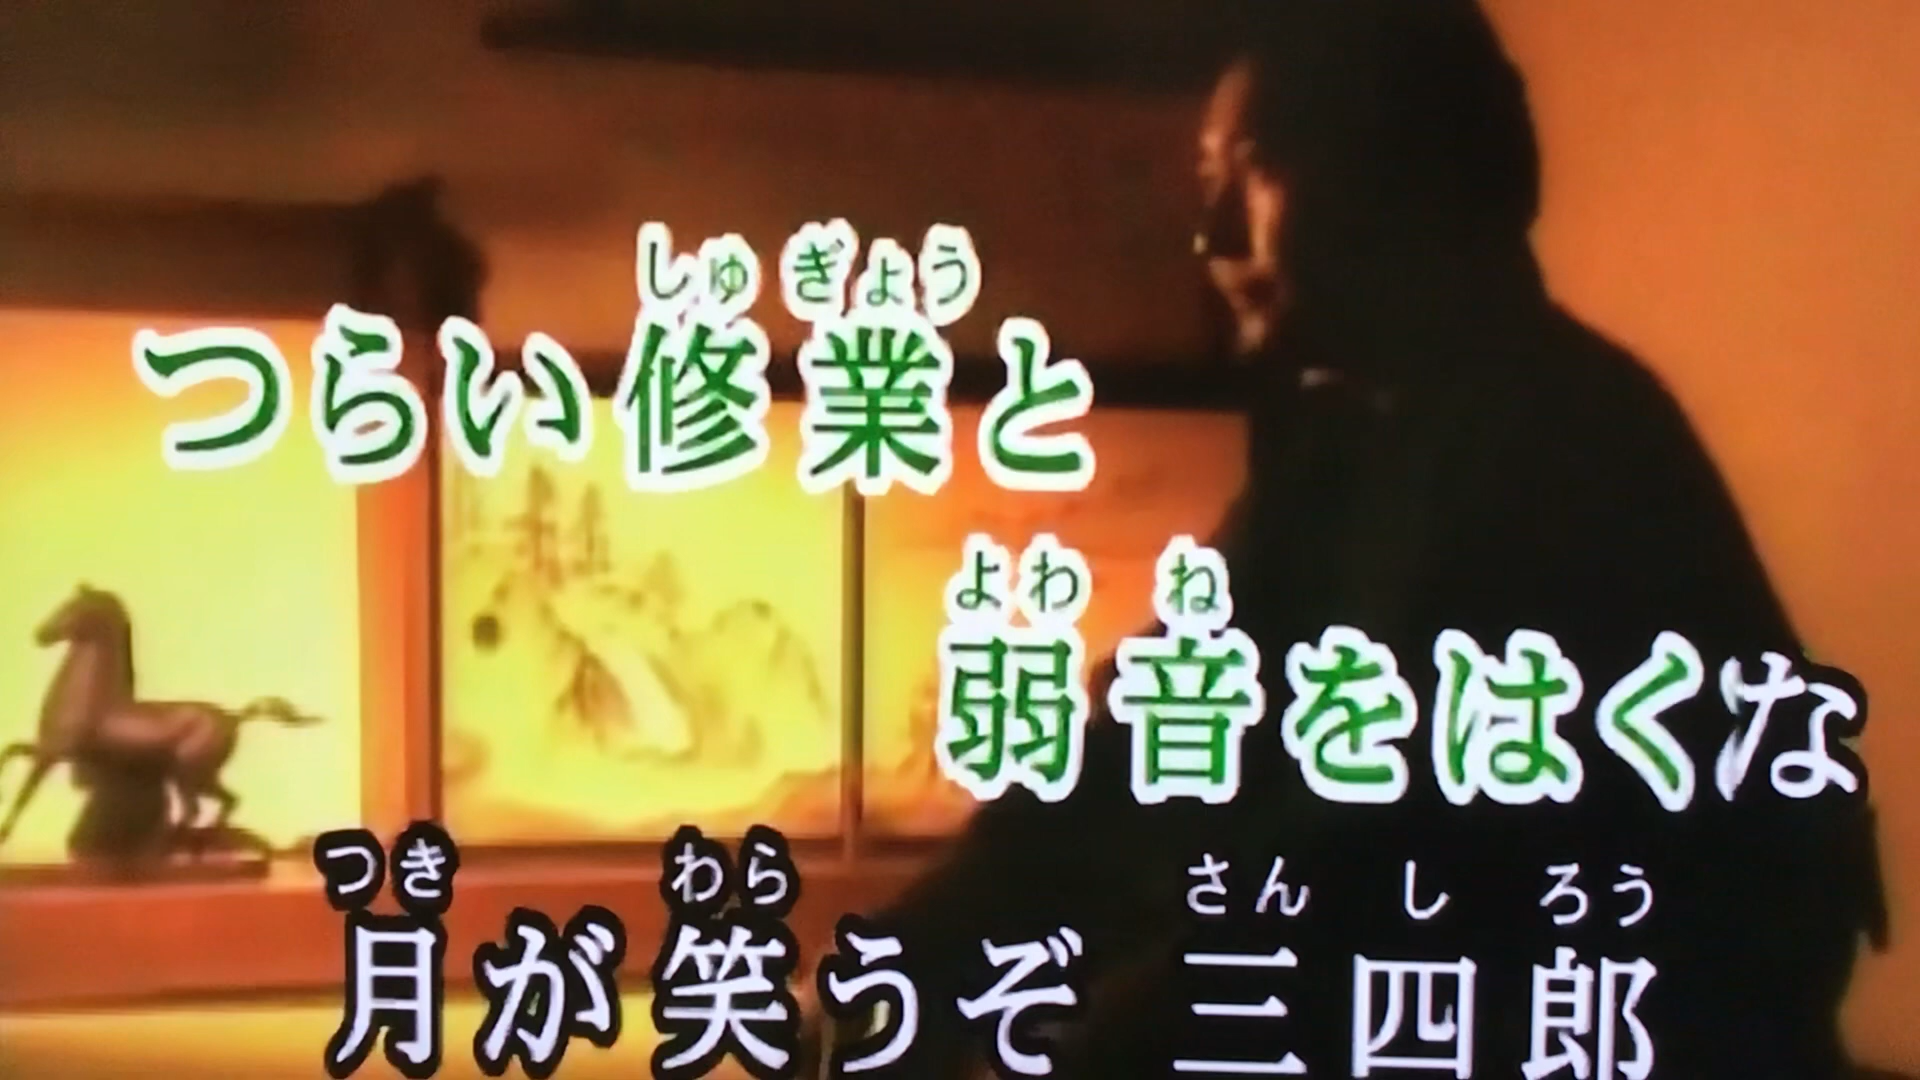 しゅぎょう
つらい修業と
よわね
弱音をはくな
つき わら さんしろう
月が笑うぞ 三四郎